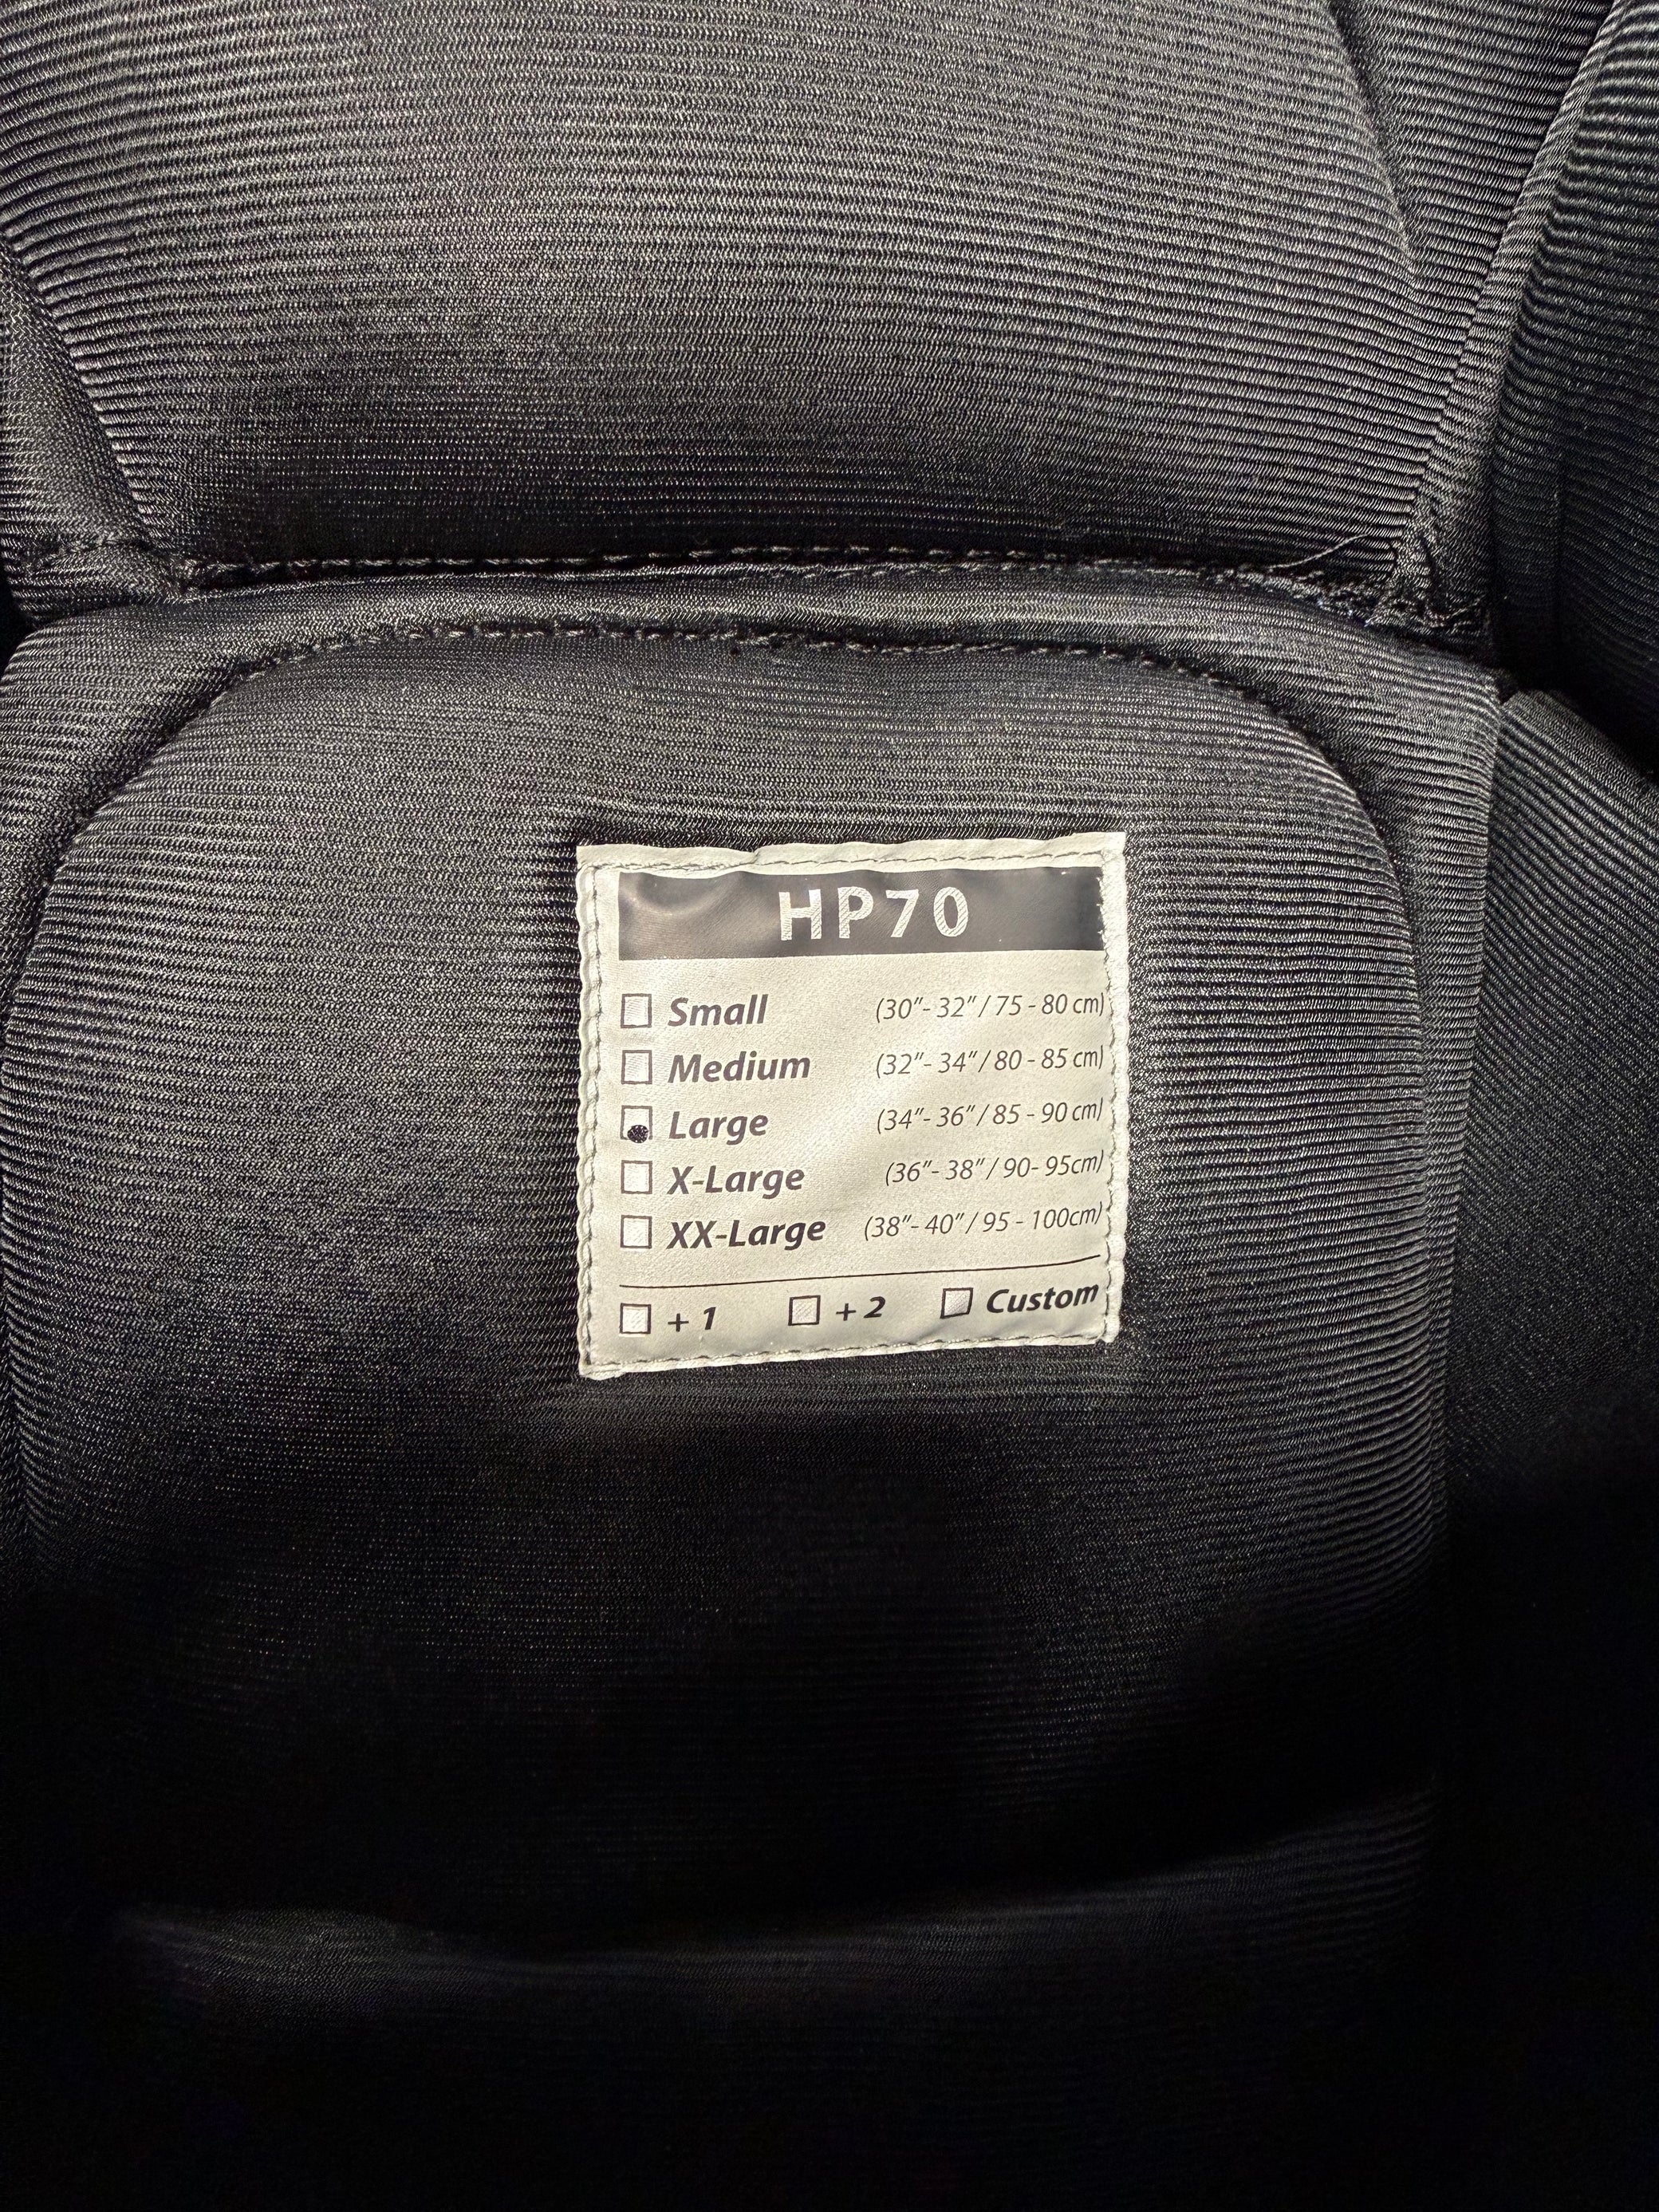 HP70
Small (30"- 32" / 75 - 80 cm)
Medium (32"- 34" / 80 - 85 cm)
Large (34"- 36" / 85 - 90 cm)
X-Large (36"- 38" / 90- 95cm)
XX-Large (38"- 40" / 95 - 100cm)
+ 1 + 2 Custom